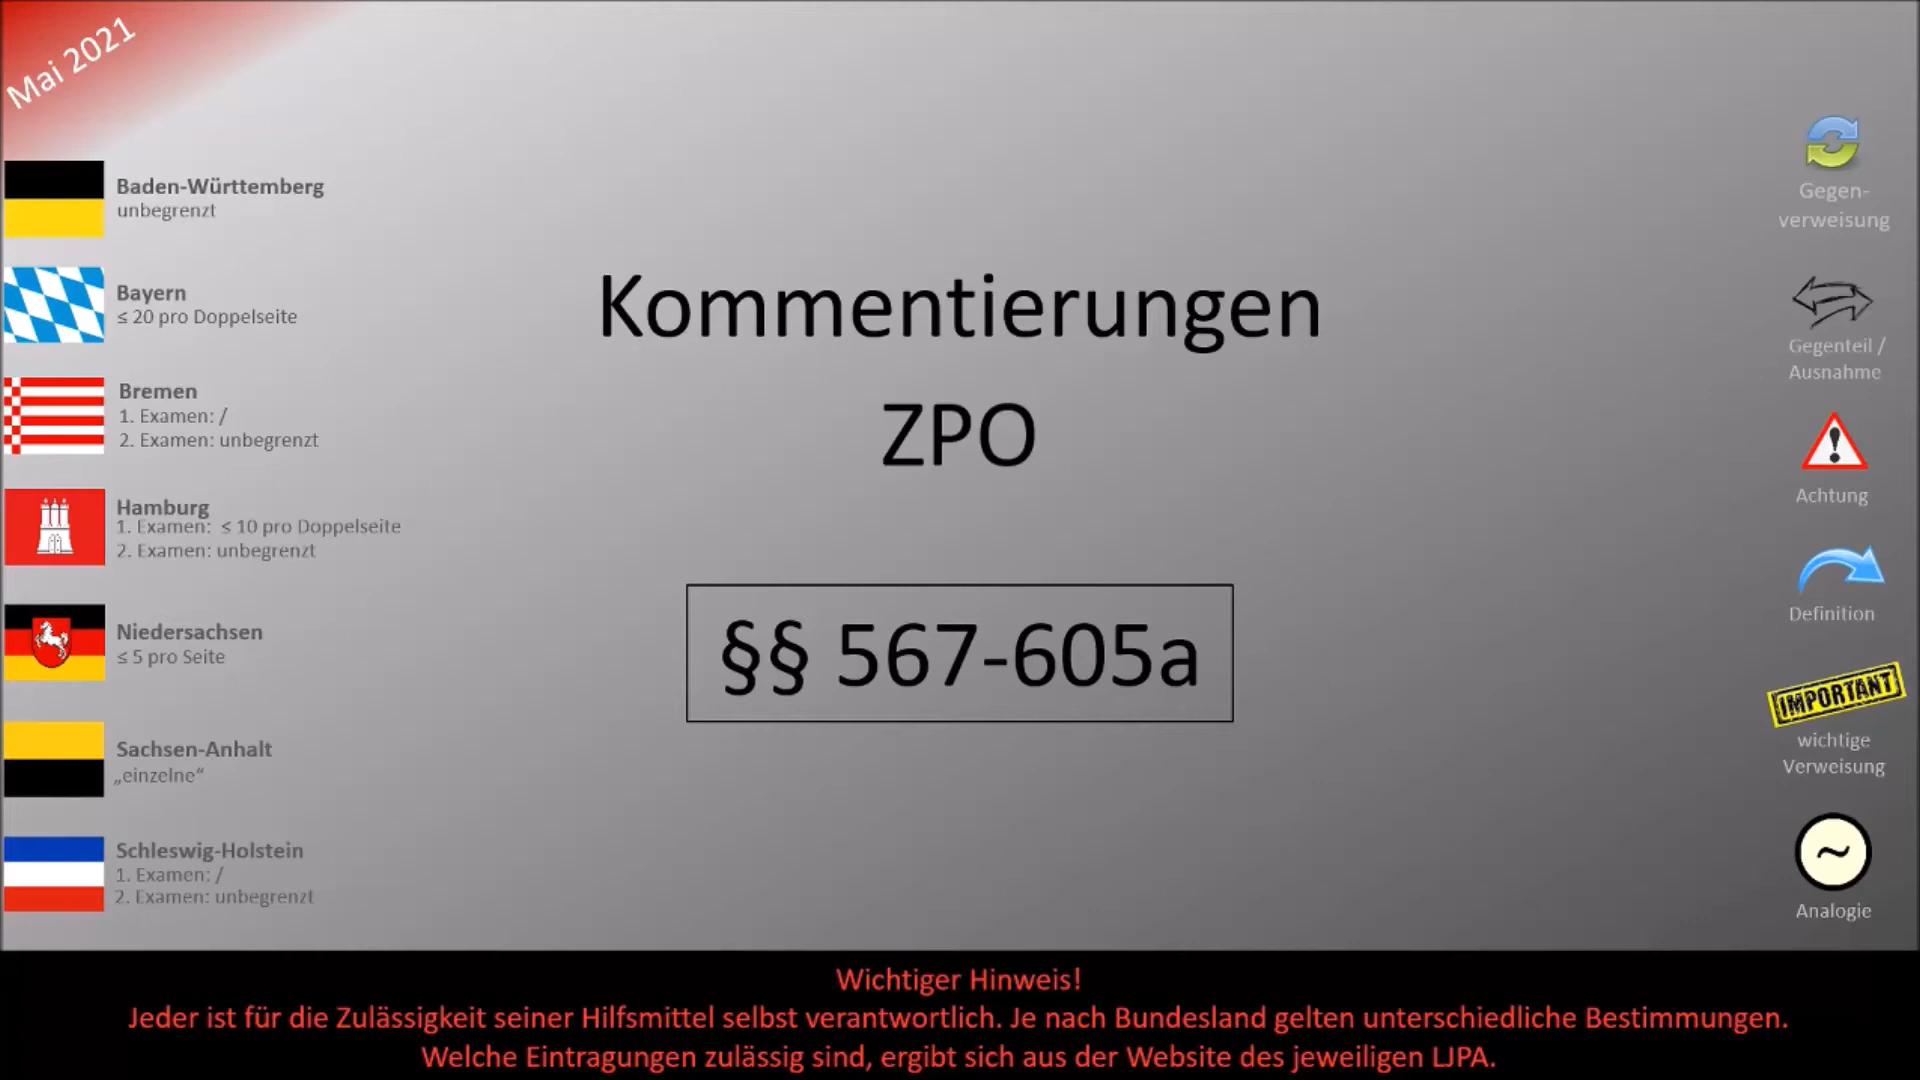 Mai 2021
Baden-Württemberg
unbegrenzt
Bayern
≤ 20 pro Doppelseite
Bremen
1. Examen: /
2. Examen: unbegrenzt
Hamburg
1. Examen: ≤ 10 pro Doppelseite
2. Examen: unbegrenzt
Niedersachsen
≤ 5 pro Seite
Sachsen-Anhalt
„einzelne“
Schleswig-Holstein
1. Examen: /
2. Examen: unbegrenzt
Kommentierungen
ZPO
§§ 567-605a
Gegen-
verweisung
Gegenteil /
Ausnahme
Achtung
Definition
IMPORTANT
wichtige
Verweisung
~
Analogie
Wichtiger Hinweis!
Jeder ist für die Zulässigkeit seiner Hilfsmittel selbst verantwortlich. Je nach Bundesland gelten unterschiedliche Bestimmungen.
Welche Eintragungen zulässig sind, ergibt sich aus der Website des jeweiligen LJPA.